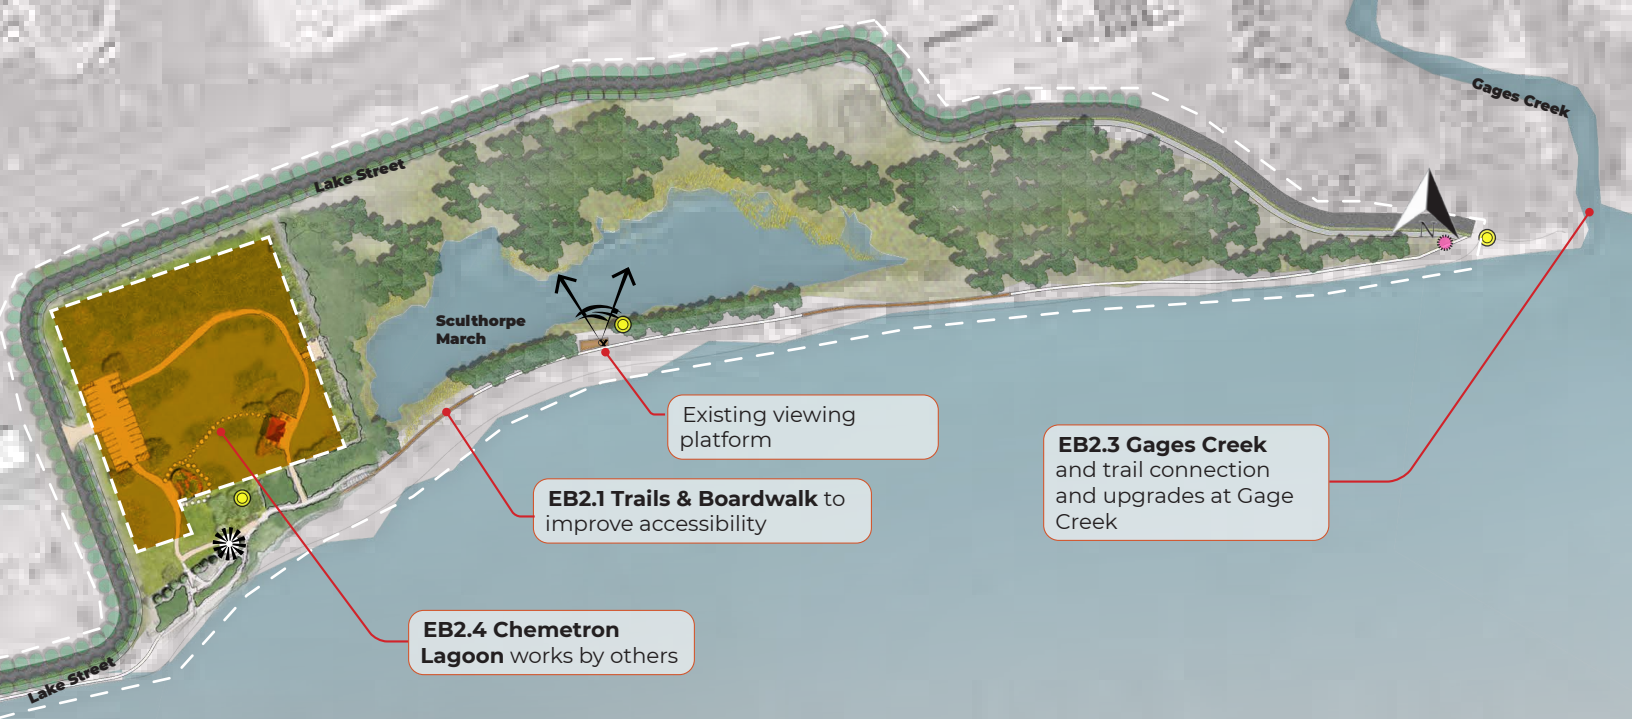 Gages Creek
Lake Street
N
Sculthorpe
March
Existing viewing
platform
EB2.3 Gages Creek
and trail connection
and upgrades at Gage
Creek
EB2.1 Trails & Boardwalk to
improve accessibility
EB2.4 Chemetron
Lagoon works by others
Lake Street